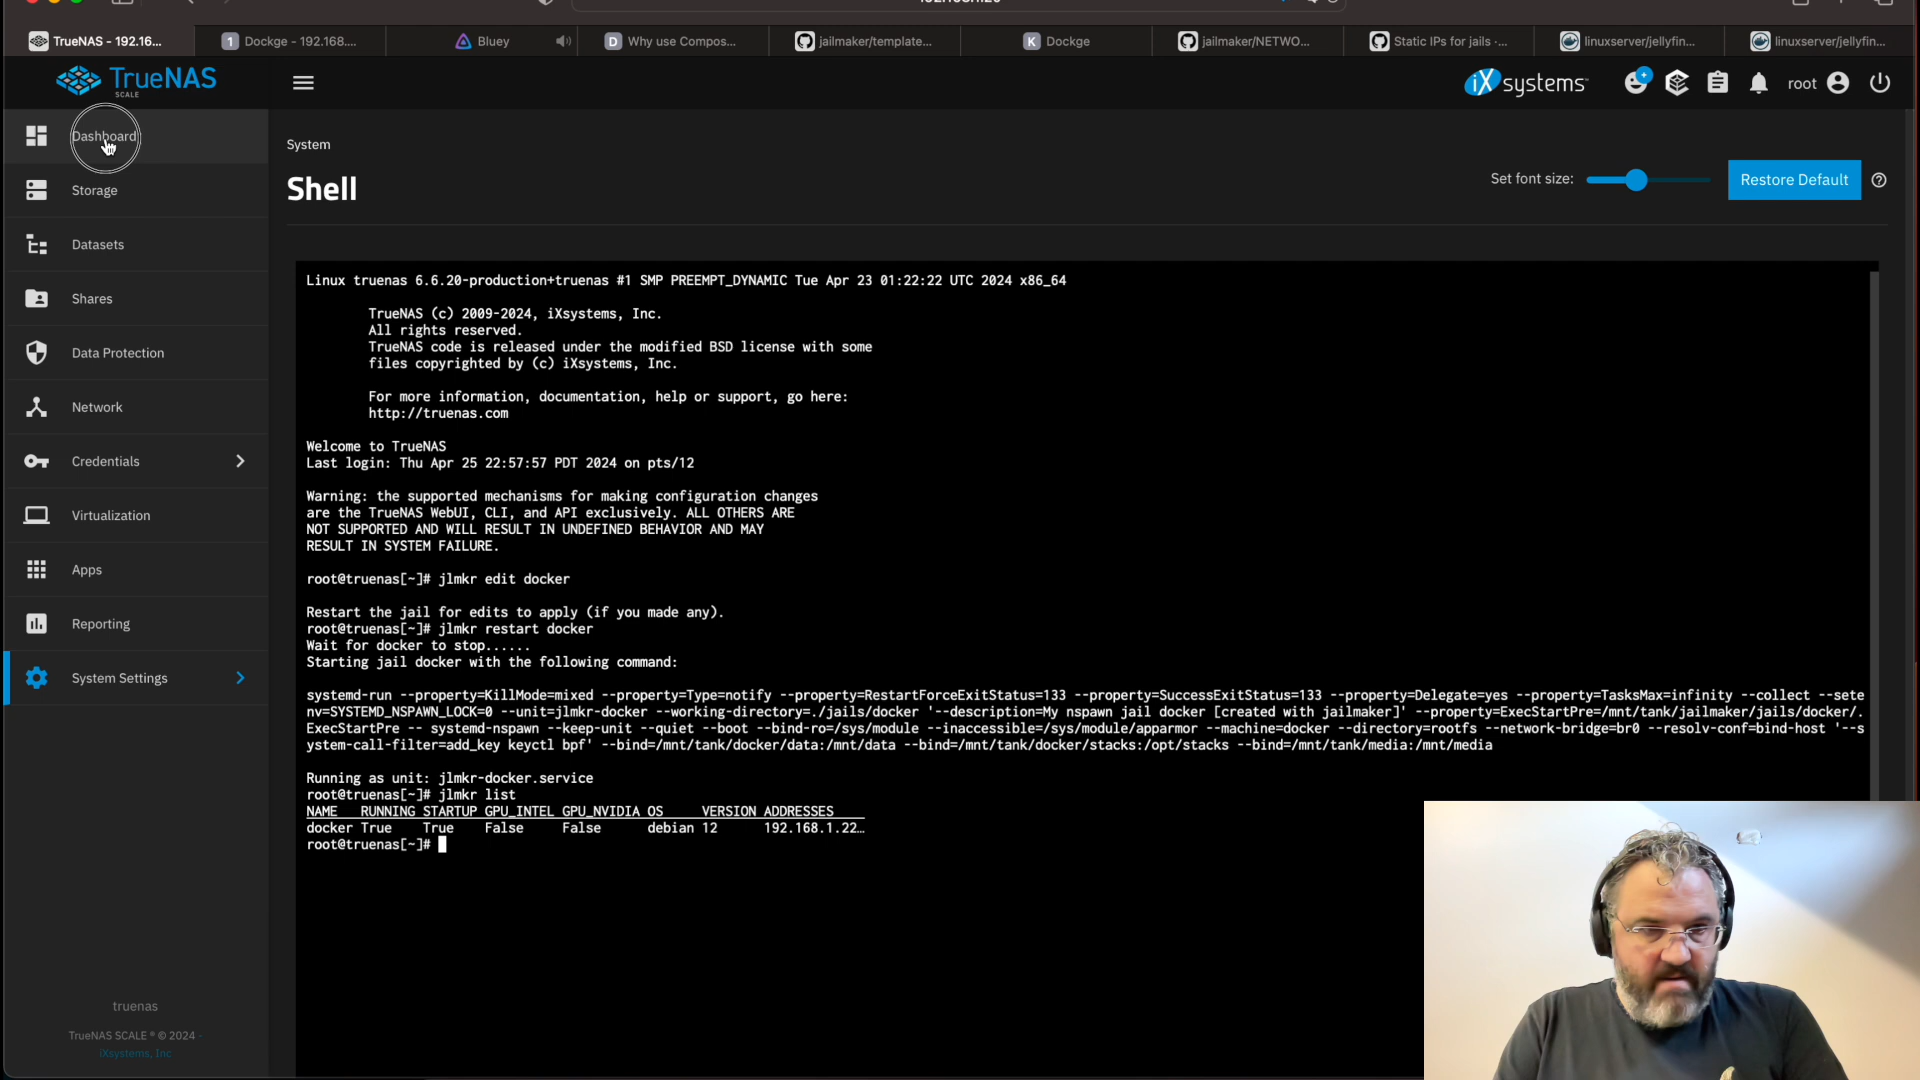 TrueNAS - 192.16...
1 Dockge - 192.168....
Bluey
D Why use Compos...
jailmaker/template...
K Dockge
jailmaker/NETWO...
Static IPs for jails ·...
linuxserver/jellyfin...
linuxserver/jellyfin...
TrueNAS
SCALE
iX systems
root
Dashboard
Storage
Datasets
Shares
Data Protection
Network
Credentials
Virtualization
Apps
Reporting
System Settings
truenas
TrueNAS SCALE ® © 2024 -
iXsystems, Inc
System
Shell
Set font size:
Restore Default
Linux truenas 6.6.20-production+truenas #1 SMP PREEMPT_DYNAMIC Tue Apr 23 01:22:22 UTC 2024 x86_64
TrueNAS (c) 2009-2024, iXsystems, Inc.
All rights reserved.
TrueNAS code is released under the modified BSD license with some
files copyrighted by (c) iXsystems, Inc.
For more information, documentation, help or support, go here:
http://truenas.com
Welcome to TrueNAS
Last login: Thu Apr 25 22:57:57 PDT 2024 on pts/12
Warning: the supported mechanisms for making configuration changes
are the TrueNAS WebUI, CLI, and API exclusively. ALL OTHERS ARE
NOT SUPPORTED AND WILL RESULT IN UNDEFINED BEHAVIOR AND MAY
RESULT IN SYSTEM FAILURE.
root@truenas[~]# jlmkr edit docker
Restart the jail for edits to apply (if you made any).
root@truenas[~]# jlmkr restart docker
Wait for docker to stop......
Starting jail docker with the following command:
systemd-run --property=KillMode=mixed --property=Type=notify --property=RestartForceExitStatus=133 --property=SuccessExitStatus=133 --property=Delegate=yes --property=TasksMax=infinity --collect --sete
nv=SYSTEMD_NSPAWN_LOCK=0 --unit=jlmkr-docker --working-directory=./jails/docker '--description=My nspawn jail docker [created with jailmaker]' --property=ExecStartPre=/mnt/tank/jailmaker/jails/docker/.
ExecStartPre -- systemd-nspawn --keep-unit --quiet --boot --bind-ro=/sys/module --inaccessible=/sys/module/apparmor --machine=docker --directory=rootfs --network-bridge=br0 --resolv-conf=bind-host '--s
ystem-call-filter=add_key keyctl bpf' --bind=/mnt/tank/docker/data:/mnt/data --bind=/mnt/tank/docker/stacks:/opt/stacks --bind=/mnt/tank/media:/mnt/media
Running as unit: jlmkr-docker.service
root@truenas[~]# jlmkr list
NAME RUNNING STARTUP GPU_INTEL GPU_NVIDIA OS VERSION ADDRESSES
docker True True False False debian 12 192.168.1.22…
root@truenas[~]#